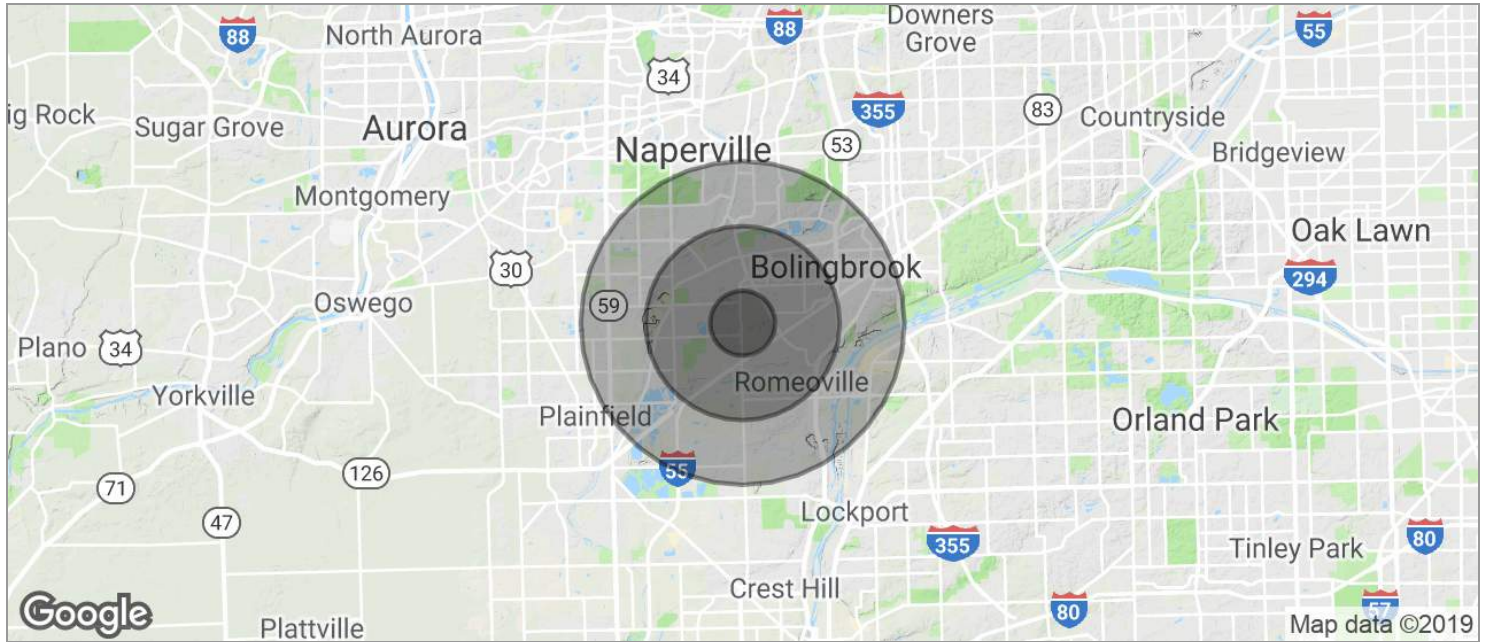 Downers
Grove
88
North Aurora
88
55
34
355
83
ig Rock
Sugar Grove
Aurora
Countryside
Naperville
53
Bridgeview
Montgomery
Oak Lawn
30
Bolingbrook
294
Oswego
59
Plano
34
Romeoville
Yorkville
Plainfield
Orland Park
126
55
71
47
Lockport
355
80
Tinley Park
Crest Hill
80
57
Google
Plattville
Map data ©2019